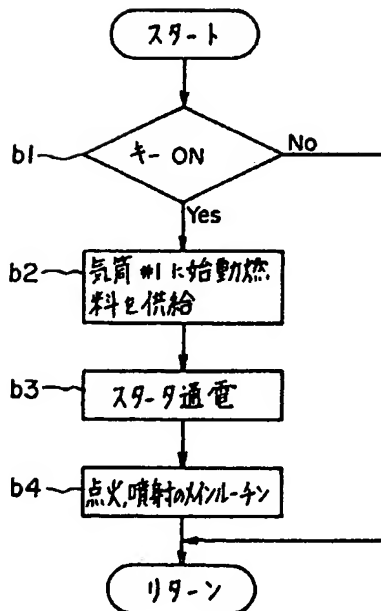 スタート
b1
キー ON
No
Yes
b2
気筒 #1に始動燃
料を供給
b3
スタータ通電
b4
点火,噴射のメインルーチン
リターン